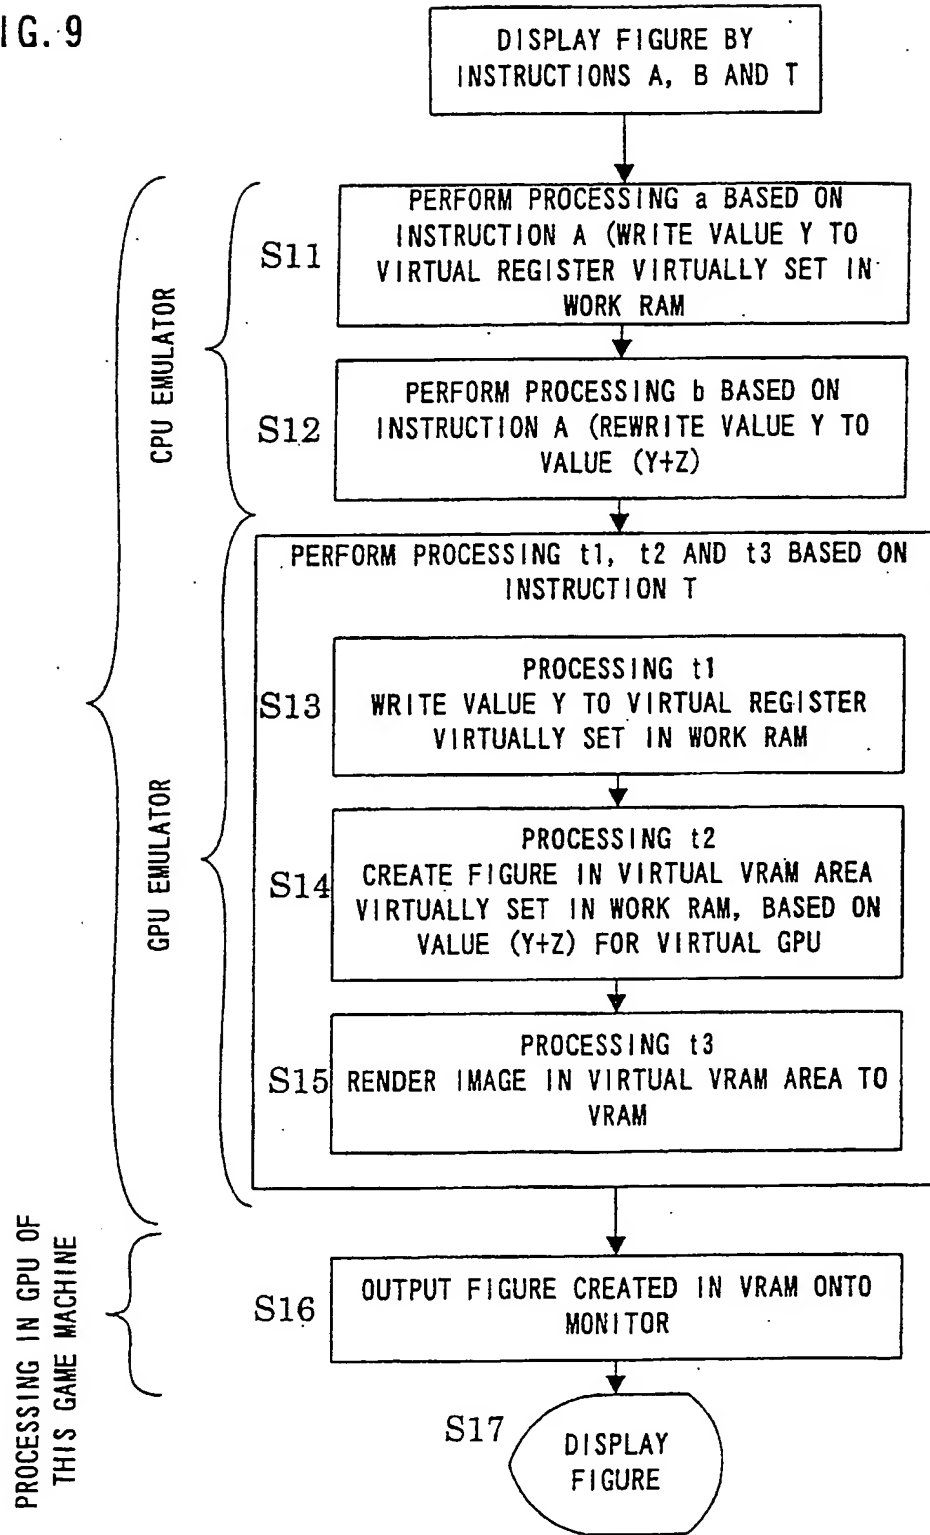 IG. 9
DISPLAY FIGURE BY
INSTRUCTIONS A, B AND T
PERFORM PROCESSING a BASED ON
INSTRUCTION A (WRITE VALUE Y TO
VIRTUAL REGISTER VIRTUALLY SET IN
WORK RAM
S11
CPU EMULATOR
PERFORM PROCESSING b BASED ON
INSTRUCTION A (REWRITE VALUE Y TO
VALUE (Y+Z)
S12
PERFORM PROCESSING t1, t2 AND t3 BASED ON
INSTRUCTION T
PROCESSING t1
WRITE VALUE Y TO VIRTUAL REGISTER
VIRTUALLY SET IN WORK RAM
S13
GPU EMULATOR
PROCESSING t2
CREATE FIGURE IN VIRTUAL VRAM AREA
VIRTUALLY SET IN WORK RAM, BASED ON
VALUE (Y+Z) FOR VIRTUAL GPU
S14
PROCESSING t3
RENDER IMAGE IN VIRTUAL VRAM AREA TO
VRAM
S15
PROCESSING IN GPU OF
THIS GAME MACHINE
OUTPUT FIGURE CREATED IN VRAM ONTO
MONITOR
S16
S17
DISPLAY
FIGURE